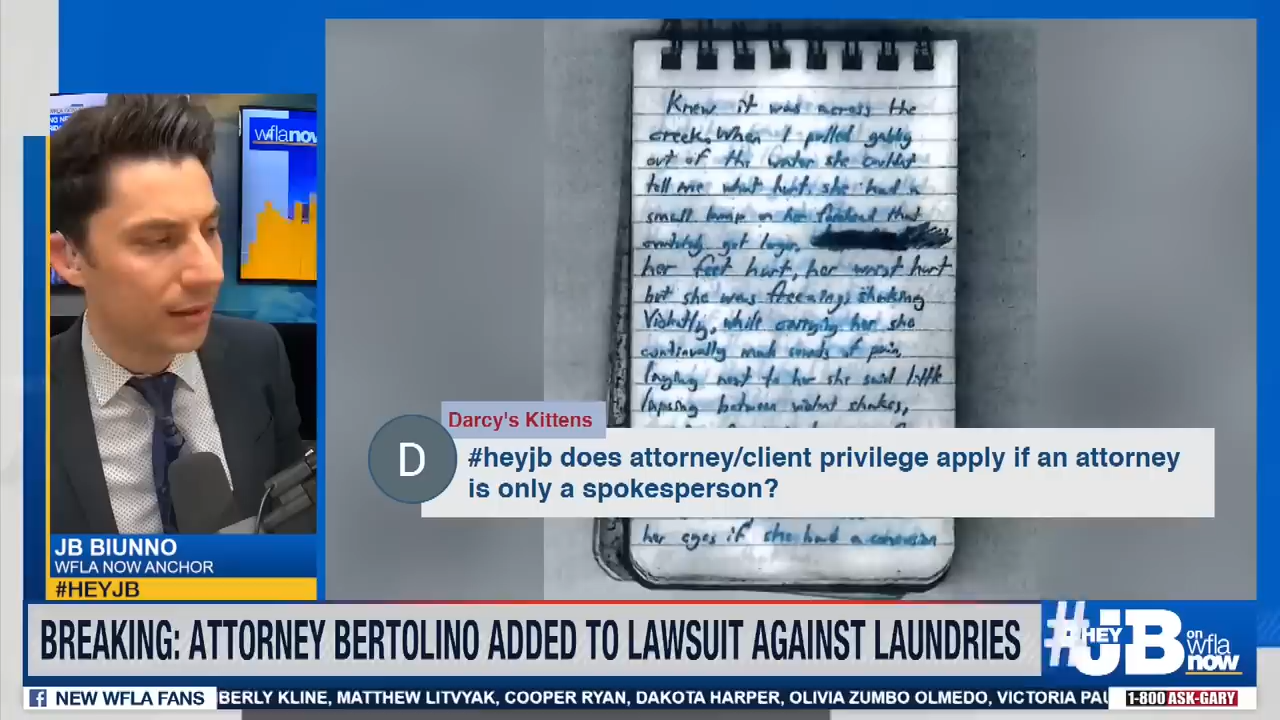 wflanow
Knew it was across the
creek, When I pulled gabby
out of the water she couldnt
tell me what hurt. she had a
small bump on her forehead that
eventually got larger.
her feet hurt, her wrist hurt
but she was freezing, shaking
Violently, while carrying her she
continually made sounds of pain,
laying next to her she said little
lapsing between violent shakes,
Darcy's Kittens
D
#heyjb does attorney/client privilege apply if an attorney
is only a spokesperson?
her eyes if she had a
JB BIUNNO
WFLA NOW ANCHOR
#HEYJB
BREAKING: ATTORNEY BERTOLINO ADDED TO LAWSUIT AGAINST LAUNDRIES
#HEY JB on wfla now
NEW WFLA FANS BERLY KLINE, MATTHEW LITVYAK, COOPER RYAN, DAKOTA HARPER, OLIVIA ZUMBO OLMEDO, VICTORIA PAU
1-800 ASK-GARY